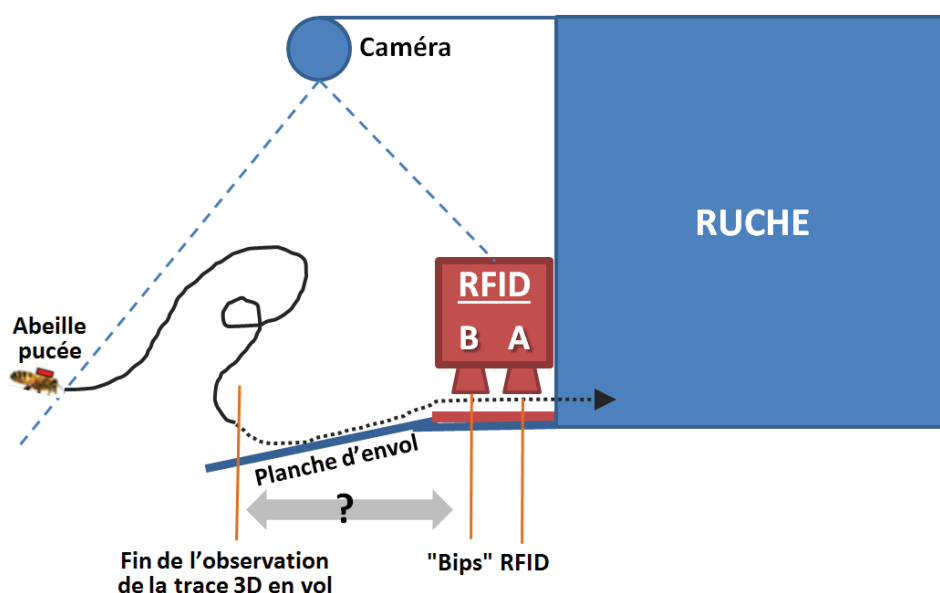 Caméra
RUCHE
RFID
B A
Abeille
pucée
Planche d’envol
?
Fin de l’observation
de la trace 3D en vol
"Bips" RFID